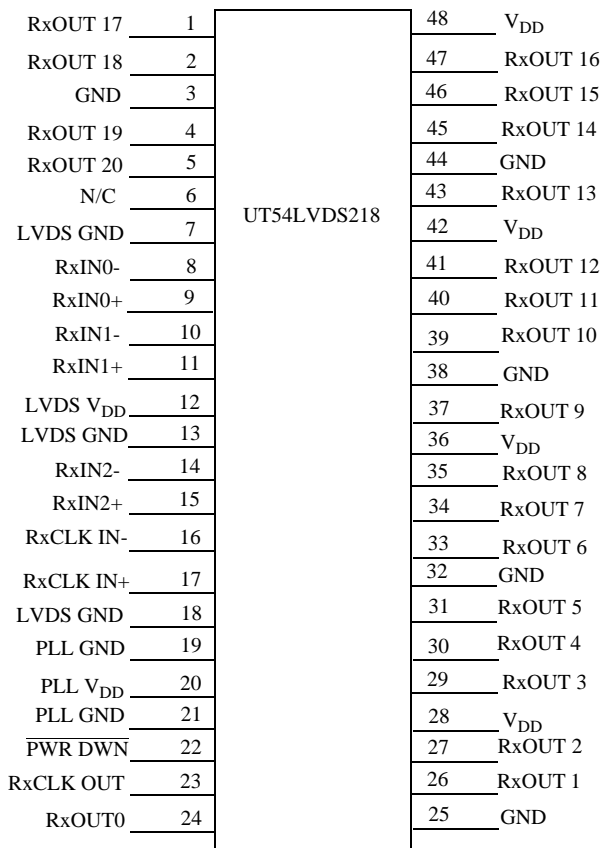 RxOUT 17 1
RxOUT 18 2
GND 3
RxOUT 19 4
RxOUT 20 5
N/C 6
LVDS GND 7
RxIN0- 8
RxIN0+ 9
RxIN1- 10
RxIN1+ 11
LVDS VDD 12
LVDS GND 13
RxIN2- 14
RxIN2+ 15
RxCLK IN- 16
RxCLK IN+ 17
LVDS GND 18
PLL GND 19
PLL VDD 20
PLL GND 21
PWR DWN 22
RxCLK OUT 23
RxOUT0 24
UT54LVDS218
48 VDD
47 RxOUT 16
46 RxOUT 15
45 RxOUT 14
44 GND
43 RxOUT 13
42 VDD
41 RxOUT 12
40 RxOUT 11
39 RxOUT 10
38 GND
37 RxOUT 9
36 VDD
35 RxOUT 8
34 RxOUT 7
33 RxOUT 6
32 GND
31 RxOUT 5
30 RxOUT 4
29 RxOUT 3
28 VDD
27 RxOUT 2
26 RxOUT 1
25 GND